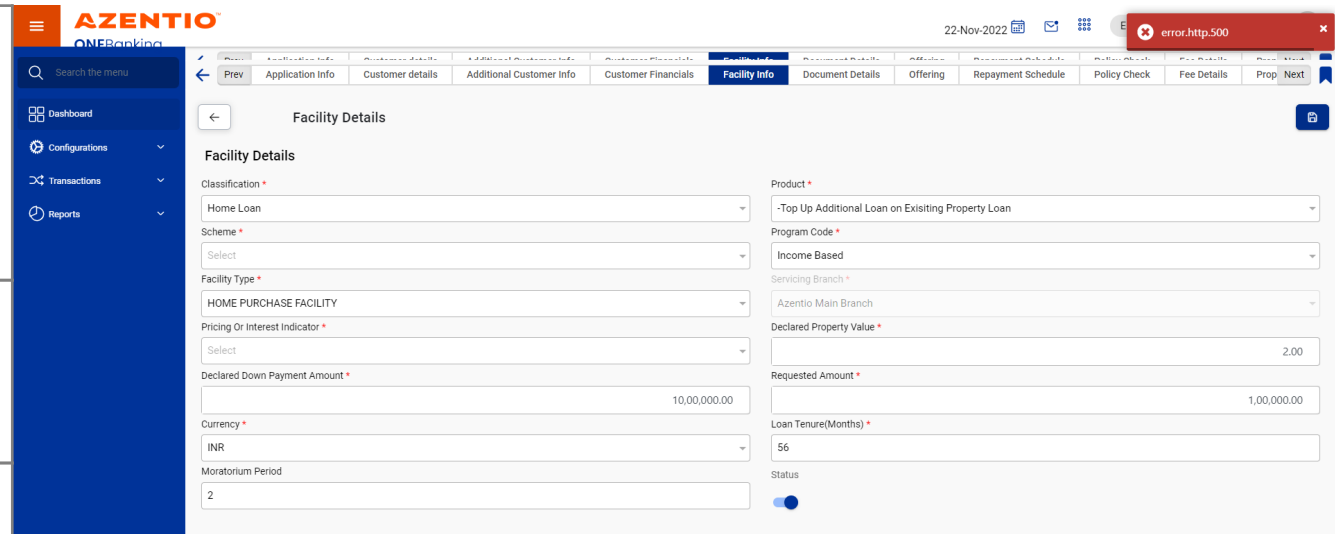 AZENTIO™
ONEBanking
22-Nov-2022
error.http.500
×
Search the menu
Prev Application Info Customer details Additional Customer Info Customer Financials Facility Info Document Details Offering Repayment Schedule Policy Check Fee Details Prop Next
Dashboard
Configurations
Transactions
Reports
Facility Details
Facility Details
Classification *
Home Loan
Product *
-Top Up Additional Loan on Exisiting Property Loan
Scheme *
Select
Program Code *
Income Based
Facility Type *
HOME PURCHASE FACILITY
Servicing Branch *
Azentio Main Branch
Pricing Or Interest Indicator *
Select
Declared Property Value *
2.00
Declared Down Payment Amount *
10,00,000.00
Requested Amount *
1,00,000.00
Currency *
INR
Loan Tenure(Months) *
56
Moratorium Period
2
Status